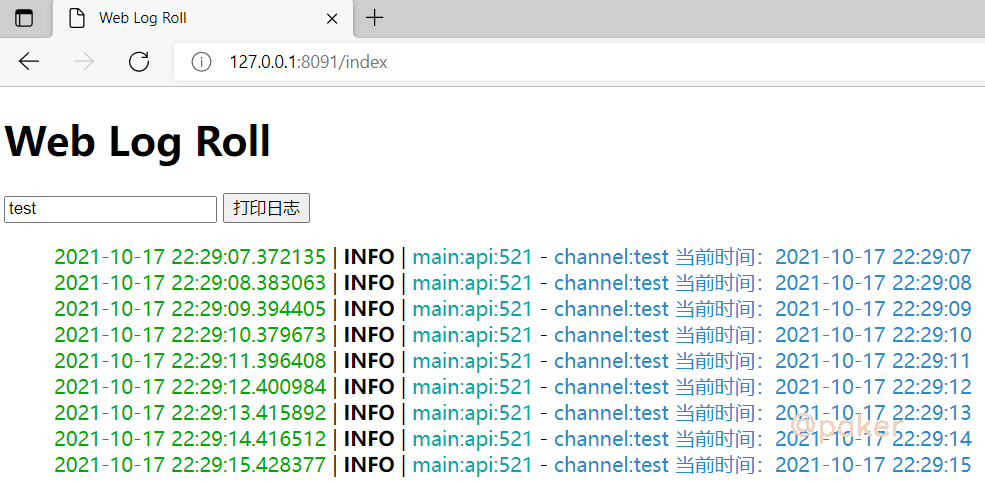 Web Log Roll
127.0.0.1:8091/index
Web Log Roll
test 打印日志
2021-10-17 22:29:07.372135 | INFO | main:api:521 - channel:test 当前时间：2021-10-17 22:29:07
2021-10-17 22:29:08.383063 | INFO | main:api:521 - channel:test 当前时间：2021-10-17 22:29:08
2021-10-17 22:29:09.394405 | INFO | main:api:521 - channel:test 当前时间：2021-10-17 22:29:09
2021-10-17 22:29:10.379673 | INFO | main:api:521 - channel:test 当前时间：2021-10-17 22:29:10
2021-10-17 22:29:11.396408 | INFO | main:api:521 - channel:test 当前时间：2021-10-17 22:29:11
2021-10-17 22:29:12.400984 | INFO | main:api:521 - channel:test 当前时间：2021-10-17 22:29:12
2021-10-17 22:29:13.415892 | INFO | main:api:521 - channel:test 当前时间：2021-10-17 22:29:13
@paker
2021-10-17 22:29:14.416512 | INFO | main:api:521 - channel:test 当前时间：2021-10-17 22:29:14
2021-10-17 22:29:15.428377 | INFO | main:api:521 - channel:test 当前时间：2021-10-17 22:29:15